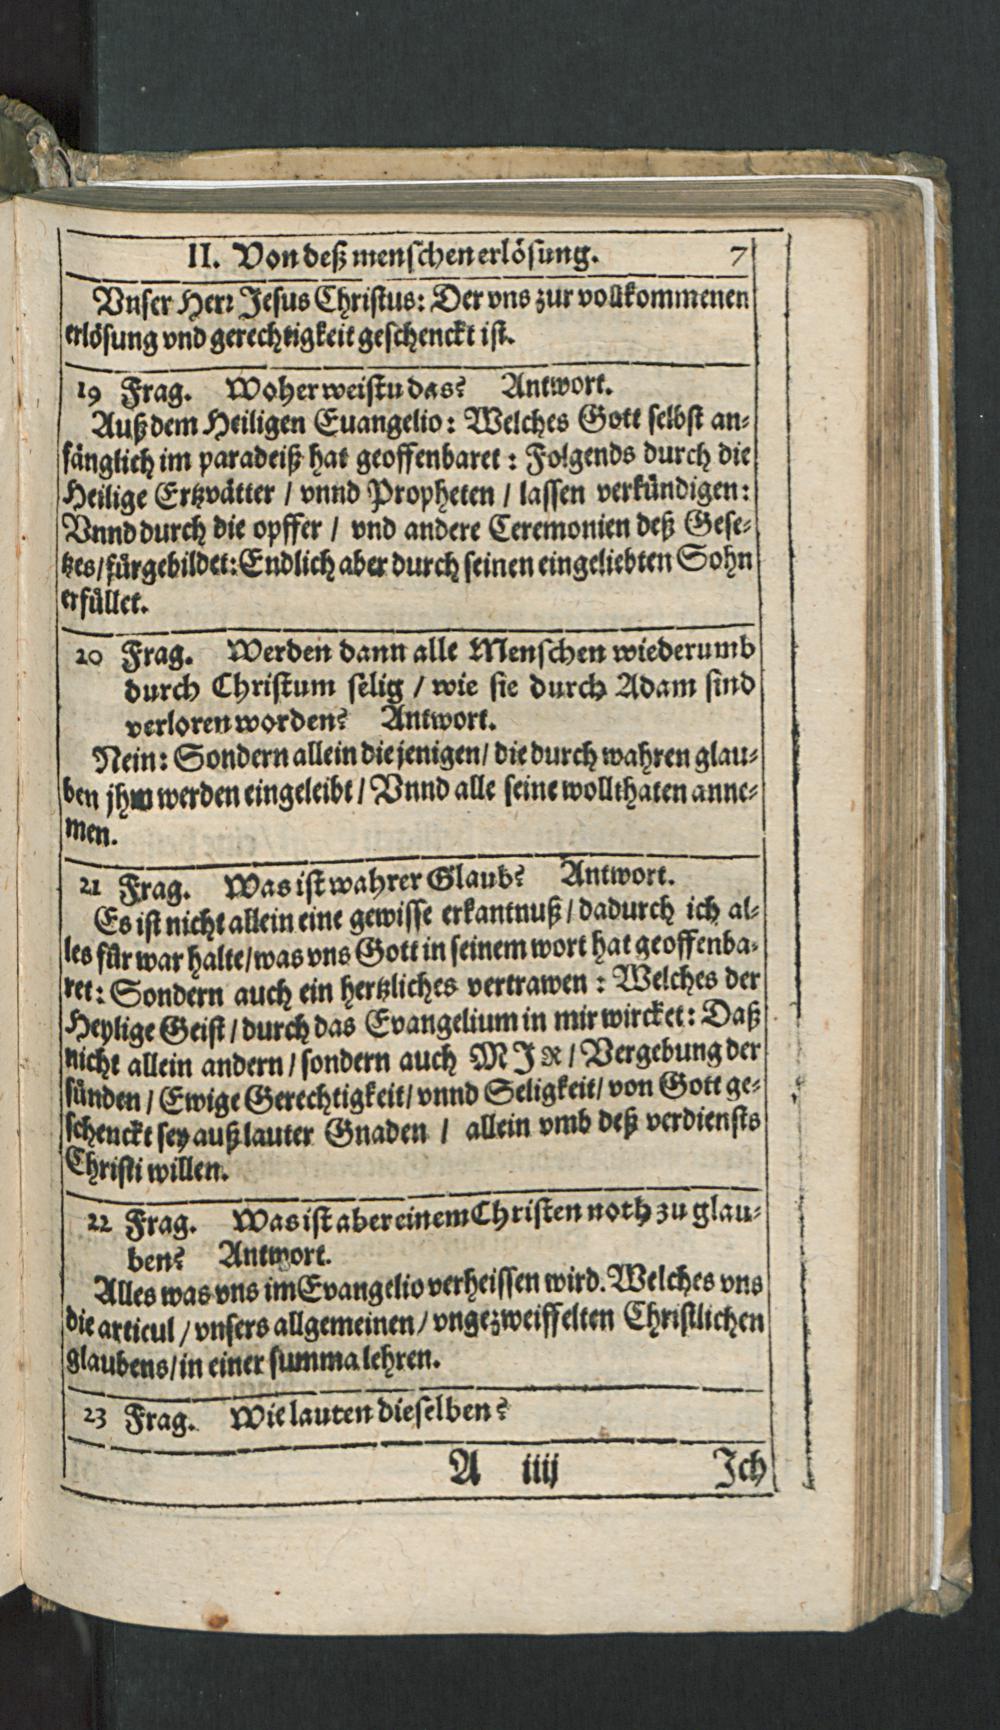 II. Von deß menschen erlösung. 7
Vnser Herr Jesus Christus: Der vns zur vollkommenen
erlösung vnd gerechtigkeit geschenckt ist.
19 Frag. Woher weistu das? Antwort.
Auß dem Heiligen Euangelio: Welches Gott selbst an-
fänglich im paradeiß hat geoffenbaret: Folgends durch die
Heilige Ertzvätter / vnnd Propheten / lassen verkündigen:
Vnnd durch die opffer / vnd andere Ceremonien deß Gese-
tzes / fürgebildet: Endlich aber durch seinen eingeliebten Sohn
erfüllet.
20 Frag. Werden dann alle Menschen wiederumb
durch Christum selig / wie sie durch Adam sind
verloren worden? Antwort.
Nein: Sondern allein diejenigen / die durch wahren glau-
ben jhm werden eingeleibt / Vnnd alle seine wollthaten anne-
men.
21 Frag. Was ist wahrer Glaub? Antwort.
Es ist nicht allein eine gewisse erkantnuß / dadurch ich al-
les für war halte / was vns Gott in seinem wort hat geoffenba-
ret: Sondern auch ein hertzliches vertrawen: Welches der
Heylige Geist / durch das Evangelium in mir wircket: Daß
nicht allein andern / sondern auch MJR / Vergebung der
sünden / Ewige Gerechtigkeit / vnnd Seligkeit / von Gott ge-
schenckt sey auß lauter Gnaden / allein vmb deß verdiensts
Christi willen.
22 Frag. Was ist aber einem Christen noth zu glau-
ben? Antwort.
Alles was vns im Evangelio verheissen wird. Welches vns
die articul / vnsers allgemeinen / vngezweiffelten Christlichen
glaubens / in einer summa lehren.
23 Frag. Wie lauten dieselben?
A iiij Jch